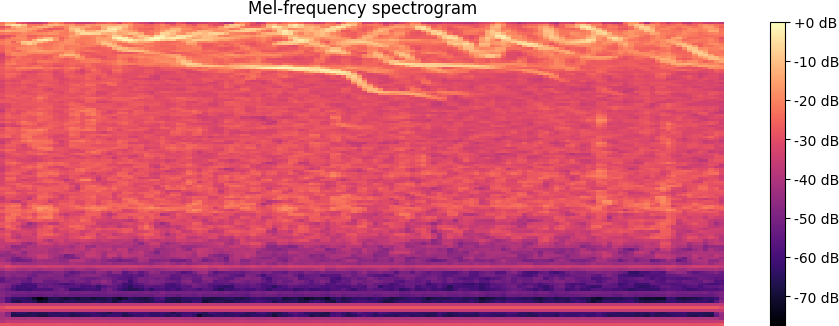 Mel-frequency spectrogram
+0 dB
-10 dB
-20 dB
-30 dB
-40 dB
-50 dB
-60 dB
-70 dB